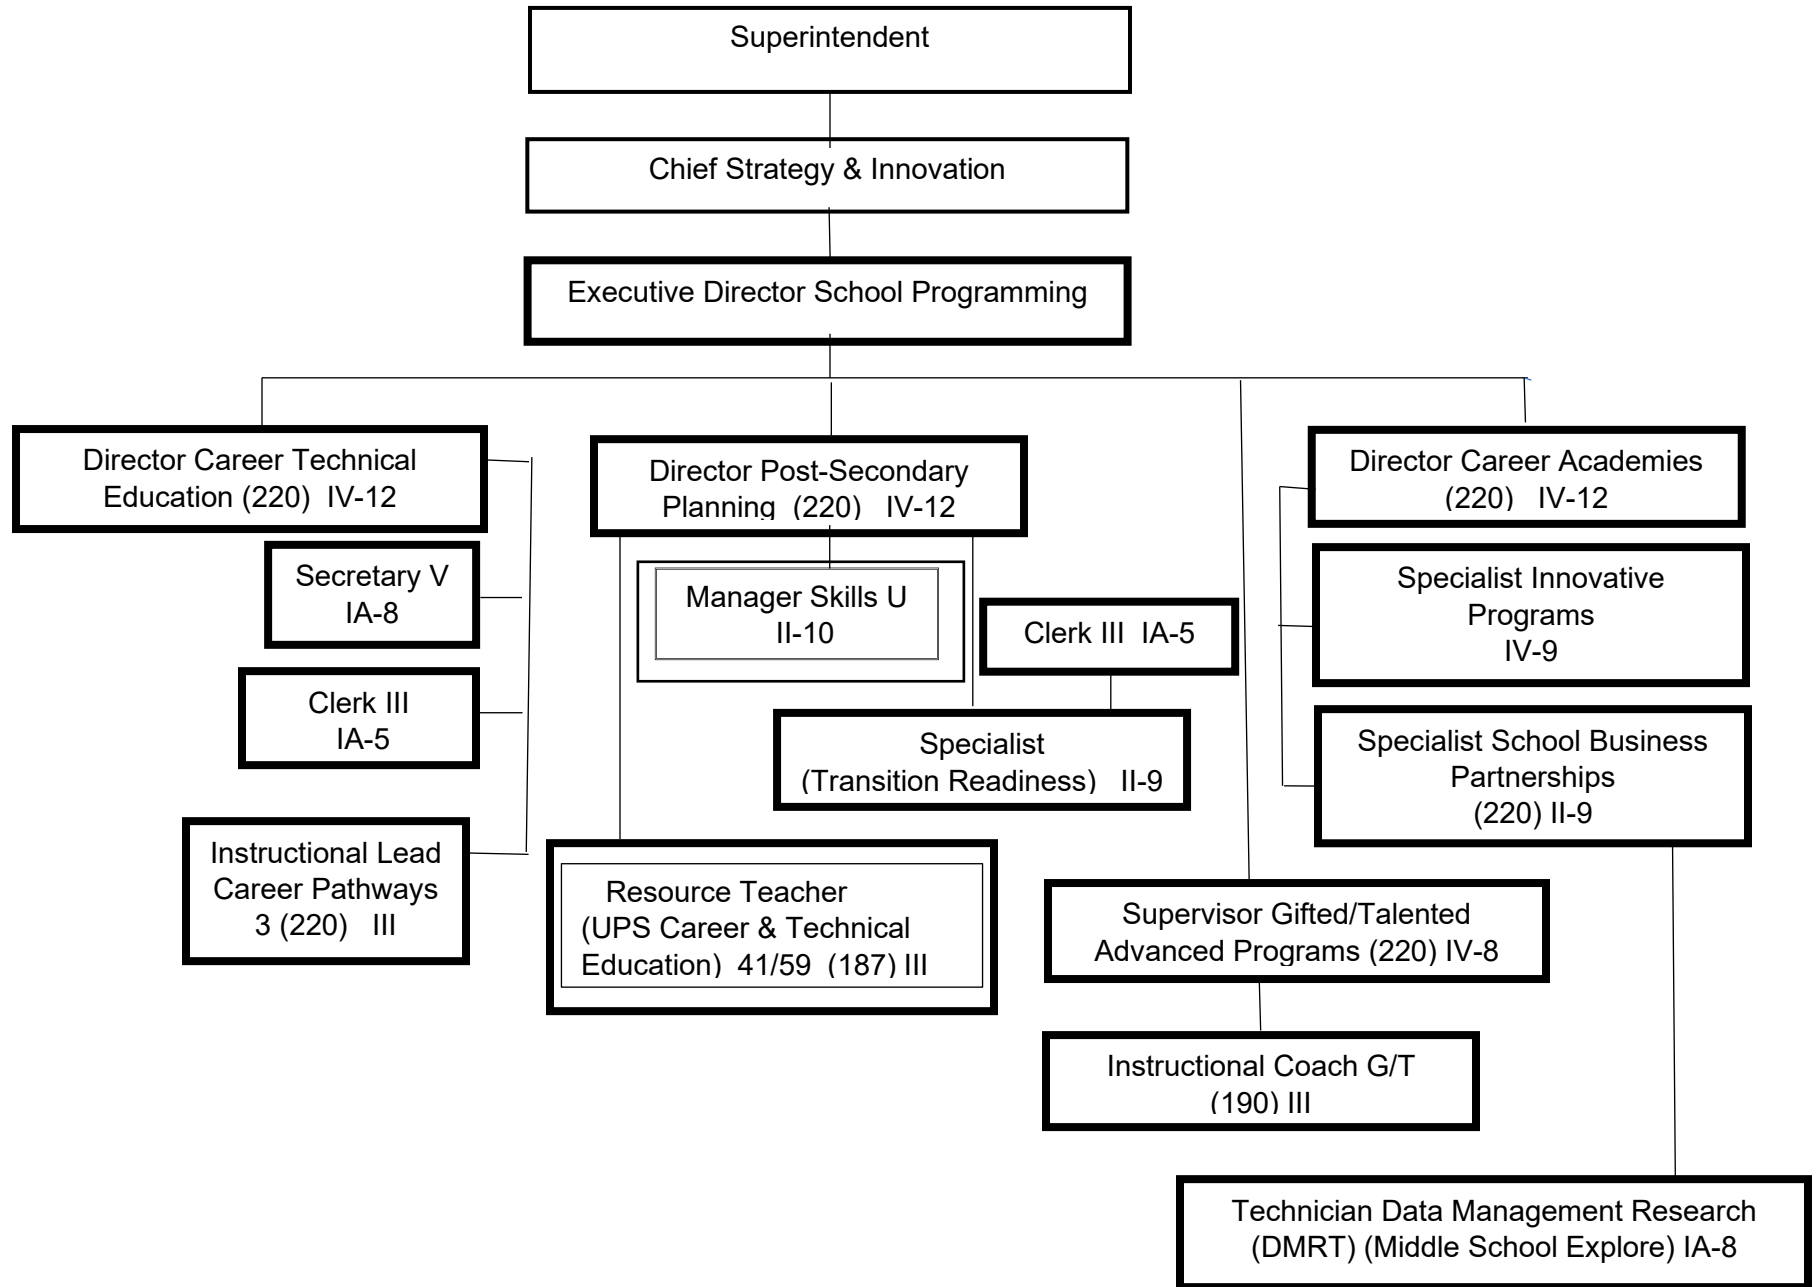 Superintendent
Chief Strategy & Innovation
Executive Director School Programming
Director Career Technical
Education (220) IV-12
Secretary V
IA-8
Clerk III
IA-5
Instructional Lead
Career Pathways
3 (220) III
Director Post-Secondary
Planning (220) IV-12
Manager Skills U
II-10
Clerk III IA-5
Specialist
(Transition Readiness) II-9
Resource Teacher
(UPS Career & Technical
Education) 41/59 (187) III
Supervisor Gifted/Talented
Advanced Programs (220) IV-8
Instructional Coach G/T
(190) III
Director Career Academies
(220) IV-12
Specialist Innovative
Programs
IV-9
Specialist School Business
Partnerships
(220) II-9
Technician Data Management Research
(DMRT) (Middle School Explore) IA-8